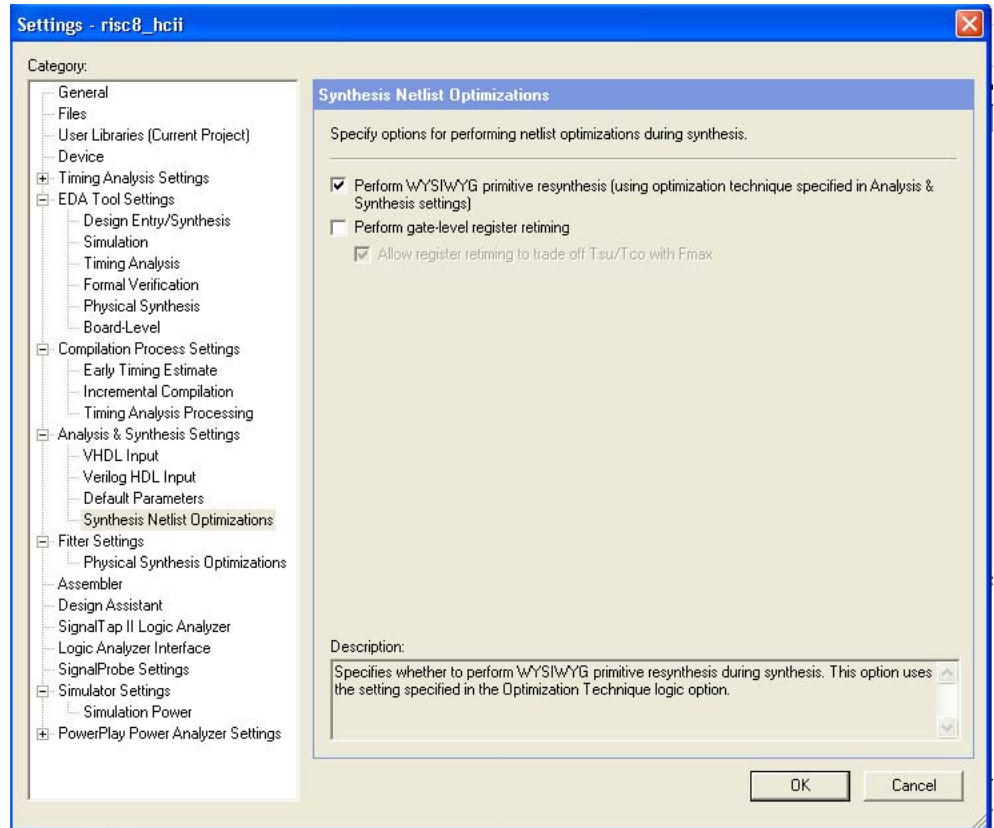 Settings - risc8_hcii
Category:
General
Files
User Libraries (Current Project)
Device
Timing Analysis Settings
EDA Tool Settings
Design Entry/Synthesis
Simulation
Timing Analysis
Formal Verification
Physical Synthesis
Board-Level
Compilation Process Settings
Early Timing Estimate
Incremental Compilation
Timing Analysis Processing
Analysis & Synthesis Settings
VHDL Input
Verilog HDL Input
Default Parameters
Synthesis Netlist Optimizations
Fitter Settings
Physical Synthesis Optimizations
Assembler
Design Assistant
SignalTap II Logic Analyzer
Logic Analyzer Interface
SignalProbe Settings
Simulator Settings
Simulation Power
PowerPlay Power Analyzer Settings
Synthesis Netlist Optimizations
Specify options for performing netlist optimizations during synthesis.
Perform WYSIWYG primitive resynthesis (using optimization technique specified in Analysis &
Synthesis settings)
Perform gate-level register retiming
Allow register retiming to trade off Tsu/Tco with Fmax
Description:
Specifies whether to perform WYSIWYG primitive resynthesis during synthesis. This option uses
the setting specified in the Optimization Technique logic option.
OK
Cancel